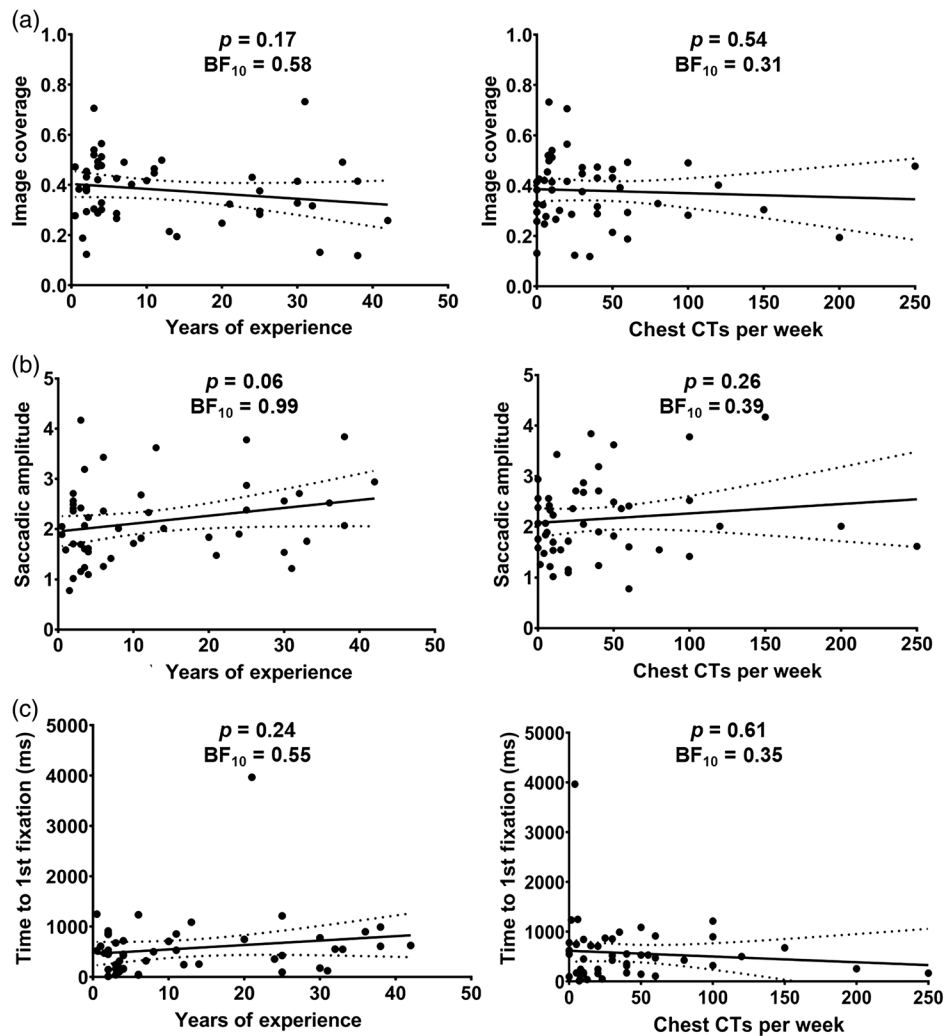 (a)
p = 0.17
BF10 = 0.58
Image coverage
1.0
0.8
0.6
0.4
0.2
0.0
0 10 20 30 40 50
Years of experience
p = 0.54
BF10 = 0.31
Image coverage
1.0
0.8
0.6
0.4
0.2
0.0
0 50 100 150 200 250
Chest CTs per week
(b)
p = 0.06
BF10 = 0.99
Saccadic amplitude
5
4
3
2
1
0
0 10 20 30 40 50
Years of experience
p = 0.26
BF10 = 0.39
Saccadic amplitude
5
4
3
2
1
0
0 50 100 150 200 250
Chest CTs per week
(c)
p = 0.24
BF10 = 0.55
Time to 1st fixation (ms)
5000
4000
3000
2000
1000
0
0 10 20 30 40 50
Years of experience
p = 0.61
BF10 = 0.35
Time to 1st fixation (ms)
5000
4000
3000
2000
1000
0
0 50 100 150 200 250
Chest CTs per week